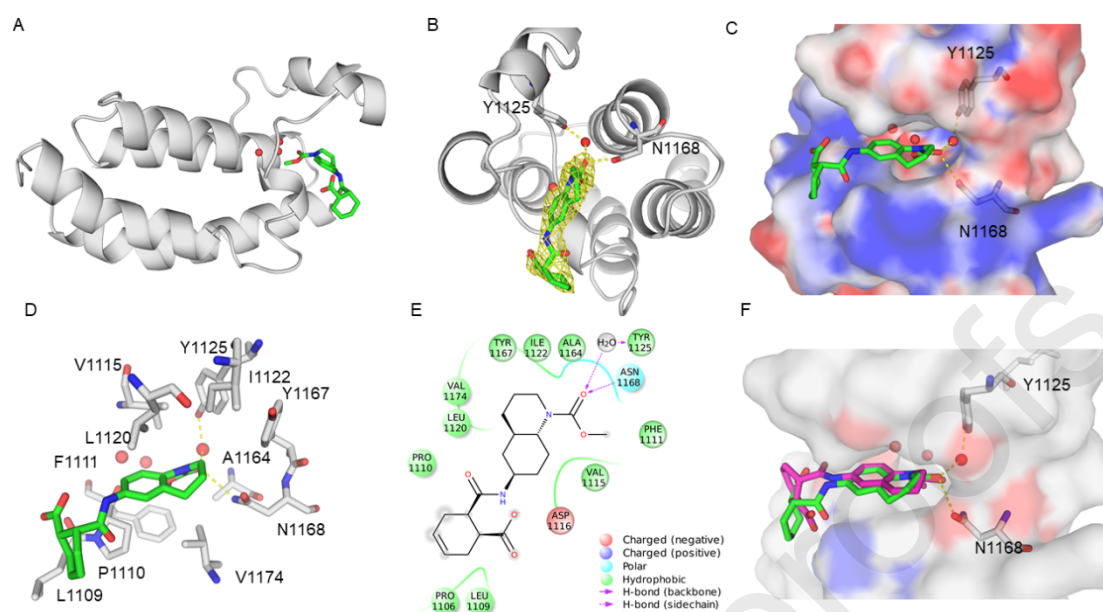 A
B
Y1125
N1168
C
Y1125
N1168
D
Y1125
V1115
I1122
Y1167
L1120
F1111
A1164
N1168
P1110
V1174
L1109
E
TYR 1167
ILE 1122
ALA 1164
H2O
TYR 1125
ASN 1168
VAL 1174
LEU 1120
PHE 1111
PRO 1110
VAL 1115
ASP 1116
PRO 1106
LEU 1109
O
N
O
O
HN
O⁻
O
Charged (negative)
Charged (positive)
Polar
Hydrophobic
H-bond (backbone)
H-bond (sidechain)
F
Y1125
N1168
ofs